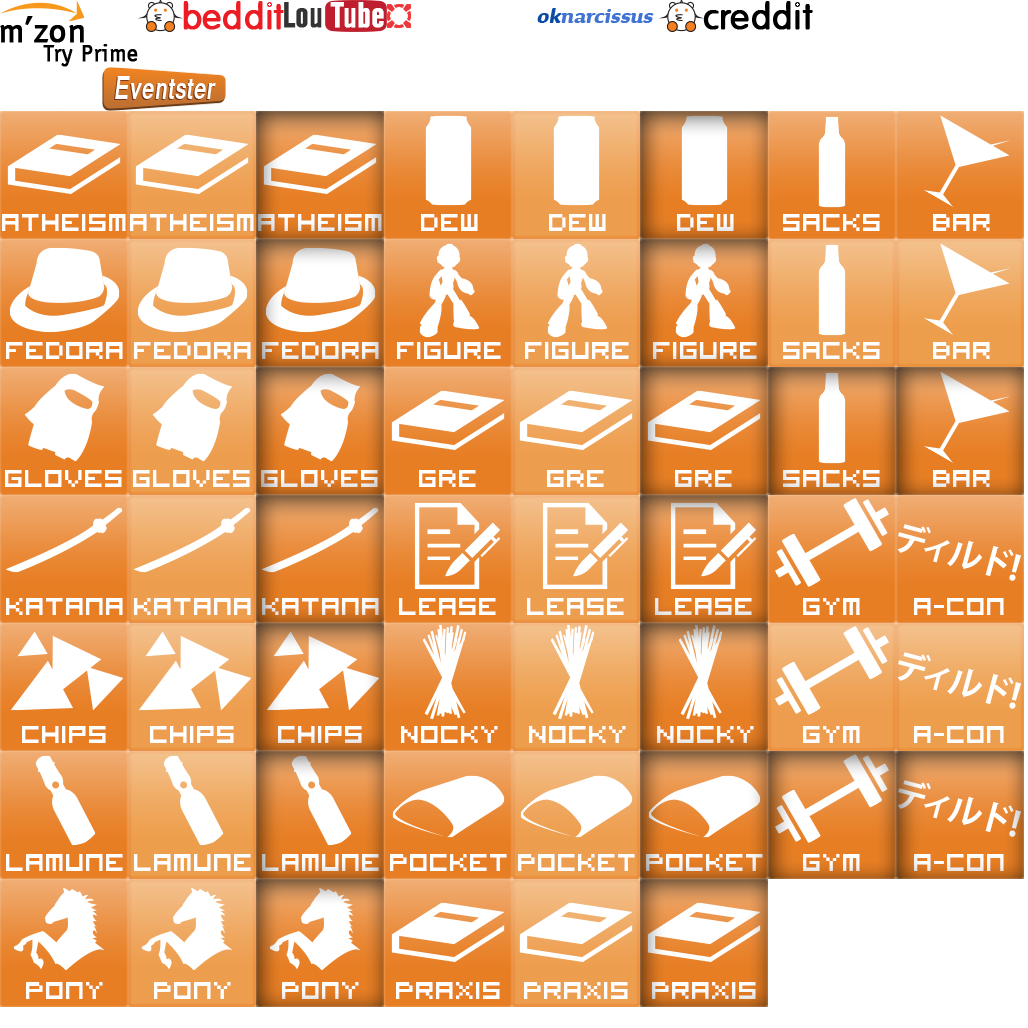 m'zon
Try Prime
beddit
LouTube
oknarcissus
creddit
Eventster
ATHEISM ATHEISM ATHEISM DEW DEW DEW SACKS BAR
FEDORA FEDORA FEDORA FIGURE FIGURE FIGURE SACKS BAR
GLOVES GLOVES GLOVES GRE GRE GRE SACKS BAR
ディルド!
KATANA KATANA KATANA LEASE LEASE LEASE GYM A-CON
ディルド!
CHIPS CHIPS CHIPS NOCKY NOCKY NOCKY GYM A-CON
ディルド!
LAMUNE LAMUNE LAMUNE POCKET POCKET POCKET GYM A-CON
PONY PONY PONY PRAXIS PRAXIS PRAXIS